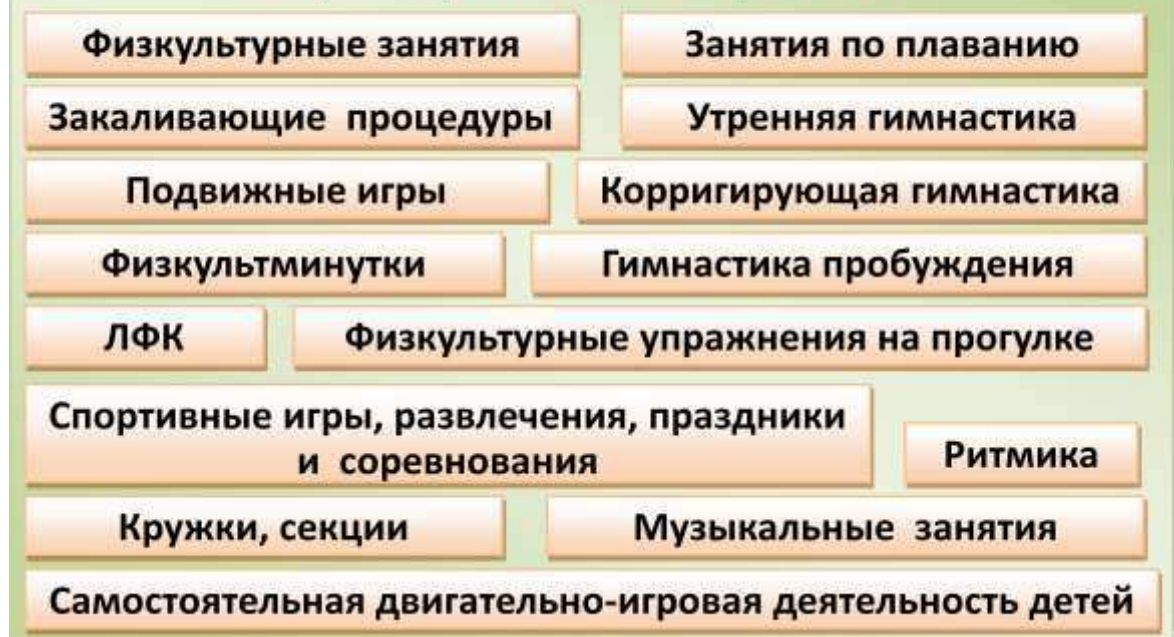 Физкультурные занятия
Занятия по плаванию
Закаливающие процедуры
Утренняя гимнастика
Подвижные игры
Корригирующая гимнастика
Физкультминутки
Гимнастика пробуждения
ЛФК
Физкультурные упражнения на прогулке
Спортивные игры, развлечения, праздники
и соревнования
Ритмика
Кружки, секции
Музыкальные занятия
Самостоятельная двигательно-игровая деятельность детей